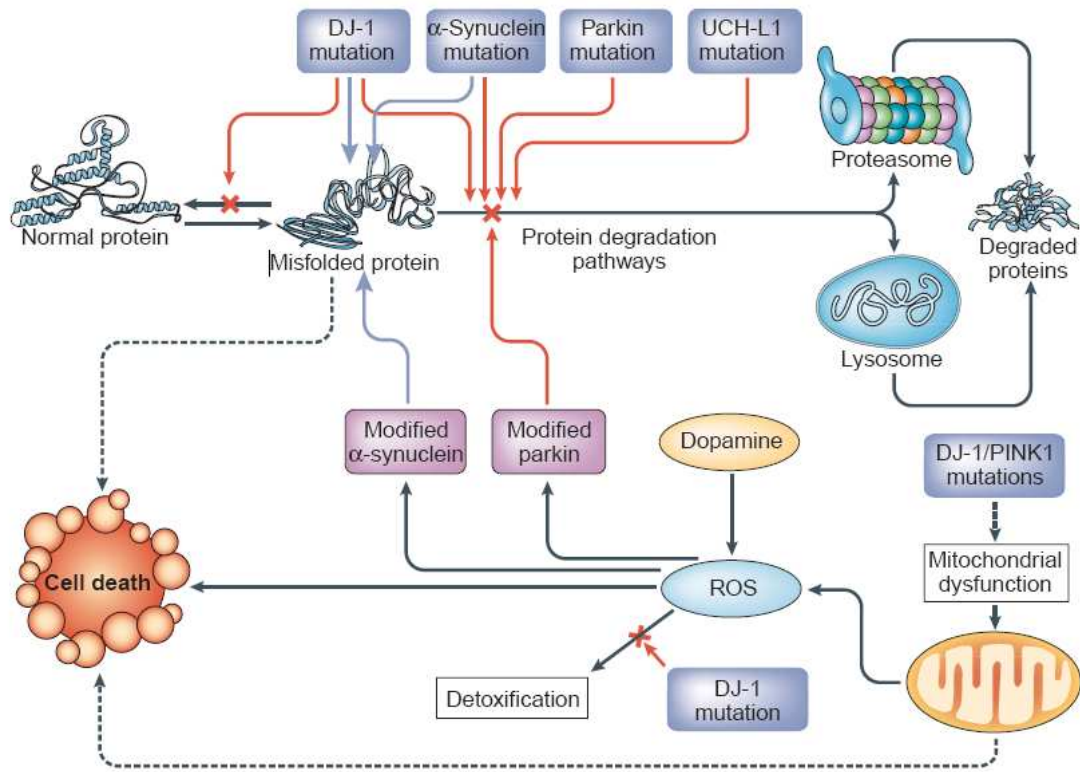 DJ-1
mutation
α-Synuclein
mutation
Parkin
mutation
UCH-L1
mutation
Proteasome
Normal protein
Misfolded protein
Protein degradation
pathways
Degraded
proteins
Lysosome
Modified
α-synuclein
Modified
parkin
Dopamine
DJ-1/PINK1
mutations
Mitochondrial
dysfunction
Cell death
ROS
Detoxification
DJ-1
mutation